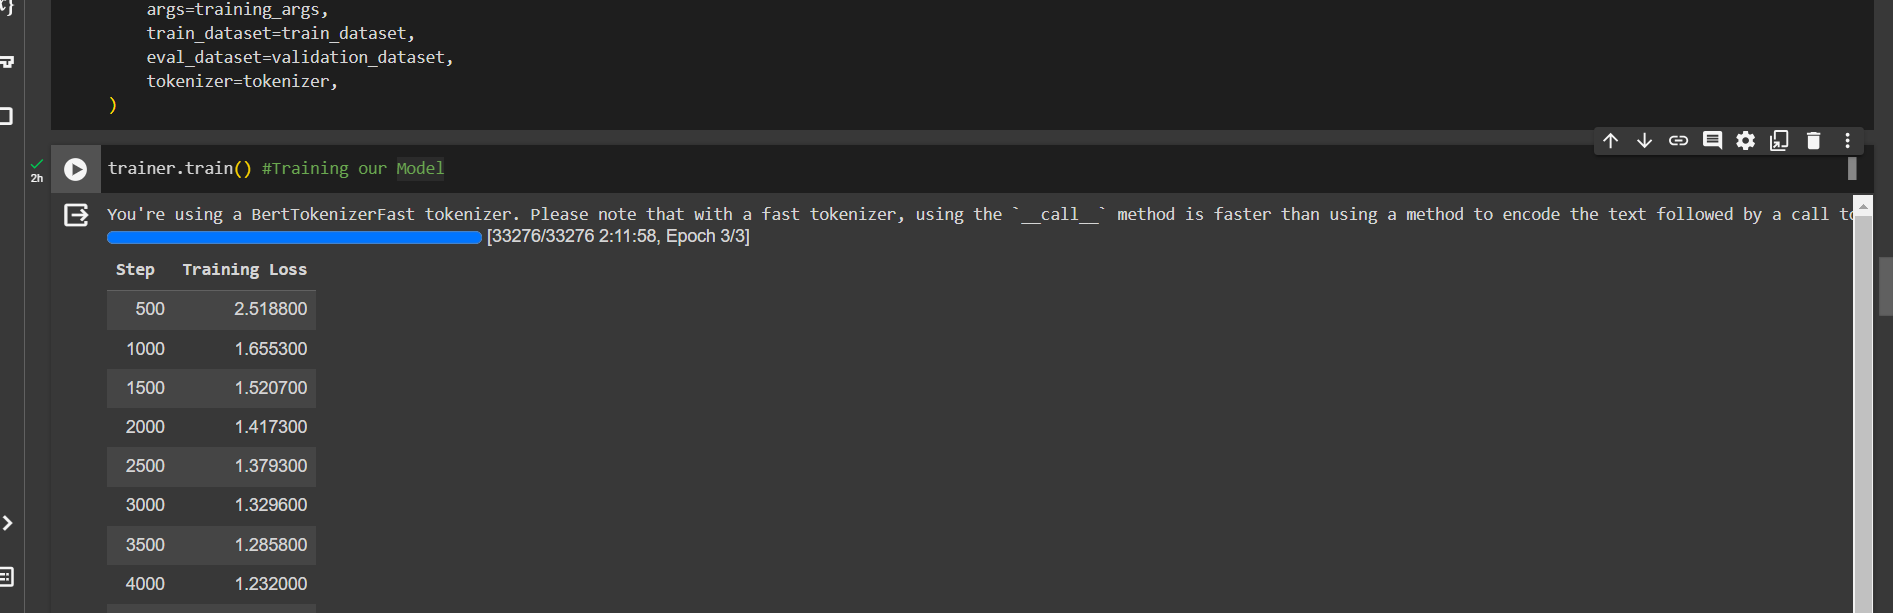 args=training_args,
train_dataset=train_dataset,
eval_dataset=validation_dataset,
tokenizer=tokenizer,
)
2h
trainer.train() #Training our Model
You're using a BertTokenizerFast tokenizer. Please note that with a fast tokenizer, using the `__call__` method is faster than using a method to encode the text followed by a call to
[33276/33276 2:11:58, Epoch 3/3]
Step Training Loss
500 2.518800
1000 1.655300
1500 1.520700
2000 1.417300
2500 1.379300
3000 1.329600
3500 1.285800
4000 1.232000